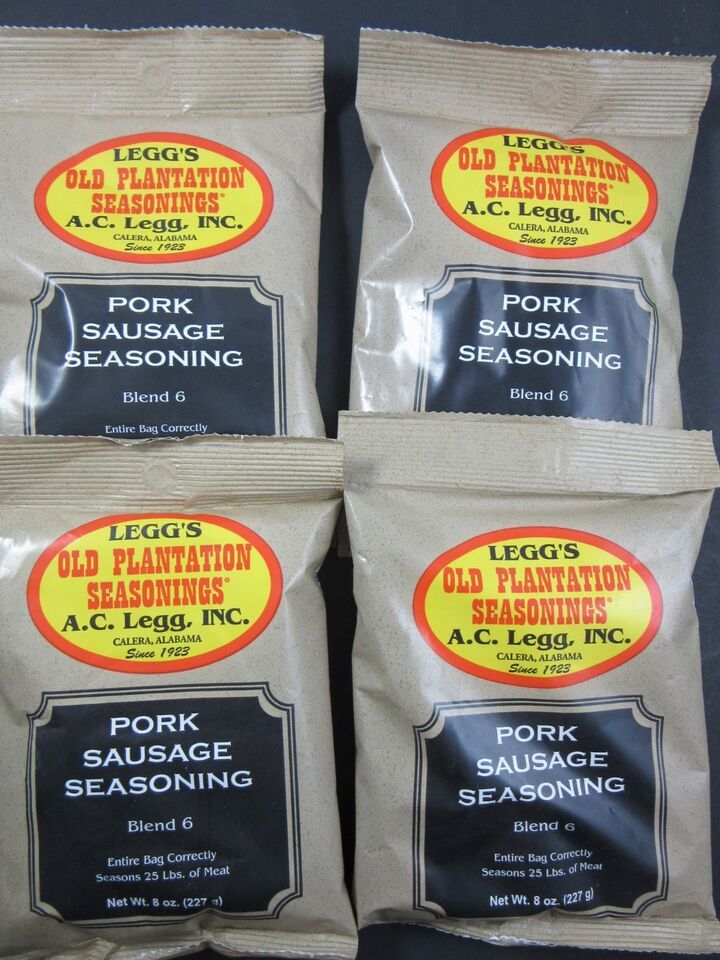 LEGG'S
OLD PLANTATION
SEASONINGS®
A.C. Legg, INC.
CALERA, ALABAMA
Since 1923
PORK
SAUSAGE
SEASONING
Blend 6
Entire Bag Correctly
LEGG'S
OLD PLANTATION
SEASONINGS®
A.C. Legg, INC.
CALERA, ALABAMA
Since 1923
PORK
SAUSAGE
SEASONING
Blend 6
LEGG'S
OLD PLANTATION
SEASONINGS®
A.C. Legg, INC.
CALERA, ALABAMA
Since 1923
PORK
SAUSAGE
SEASONING
Blend 6
Entire Bag Correctly
Seasons 25 Lbs. of Meat
Net Wt. 8 oz. (227 g)
LEGG'S
OLD PLANTATION
SEASONINGS®
A.C. Legg, INC.
CALERA, ALABAMA
Since 1923
PORK
SAUSAGE
SEASONING
Blend 6
Entire Bag Correctly
Seasons 25 Lbs. of Meat
Net Wt. 8 oz. (227 g)